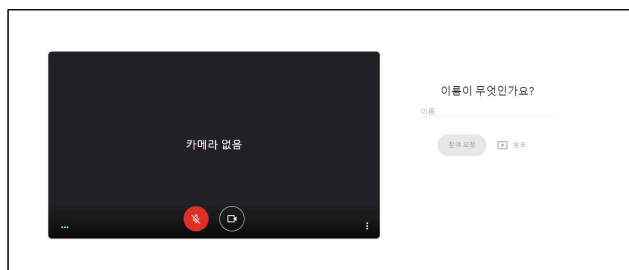 카메라 없음
이름이 무엇인가요?
이름
참여 요청
발표